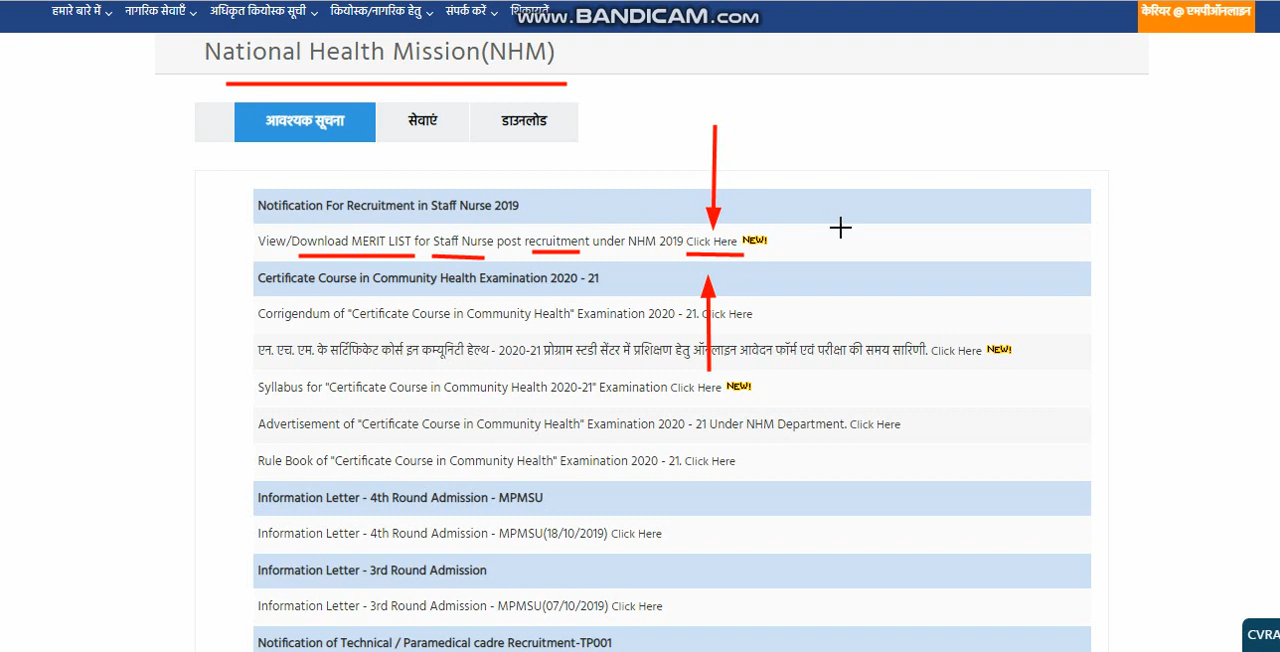 हमारे बारे में नागरिक सेवाएँ अधिकृत कियोस्क सूची कियोस्क/नागरिक हेतु संपर्क करें
www.BANDICAM.com
केरियर @ एमपीऑनलाइन
National Health Mission(NHM)
आवश्यक सूचना सेवाएं डाउनलोड
Notification For Recruitment in Staff Nurse 2019
View/Download MERIT LIST for Staff Nurse post recruitment under NHM 2019 Click Here NEW!
Certificate Course in Community Health Examination 2020 - 21
Corrigendum of "Certificate Course in Community Health" Examination 2020 - 21. Click Here
एन. एच. एम. के सर्टिफिकेट कोर्स इन कम्यूनिटी हेल्थ - 2020-21 प्रोग्राम स्टडी सेंटर में प्रशिक्षण हेतु ऑनलाइन आवेदन फॉर्म एवं परीक्षा की समय सारिणी. Click Here NEW!
Syllabus for "Certificate Course in Community Health 2020-21" Examination Click Here NEW!
Advertisement of "Certificate Course in Community Health" Examination 2020 - 21 Under NHM Department. Click Here
Rule Book of "Certificate Course in Community Health" Examination 2020 - 21. Click Here
Information Letter - 4th Round Admission - MPMSU
Information Letter - 4th Round Admission - MPMSU(18/10/2019) Click Here
Information Letter - 3rd Round Admission
Information Letter - 3rd Round Admission - MPMSU(07/10/2019) Click Here
CVRA
Notification of Technical / Paramedical cadre Recruitment-TP001